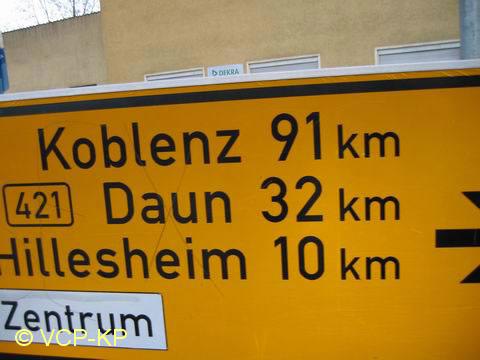 DEKRA
Koblenz 91 km
421 Daun 32 km
Hillesheim 10 km
Zentrum
© VCP-KP